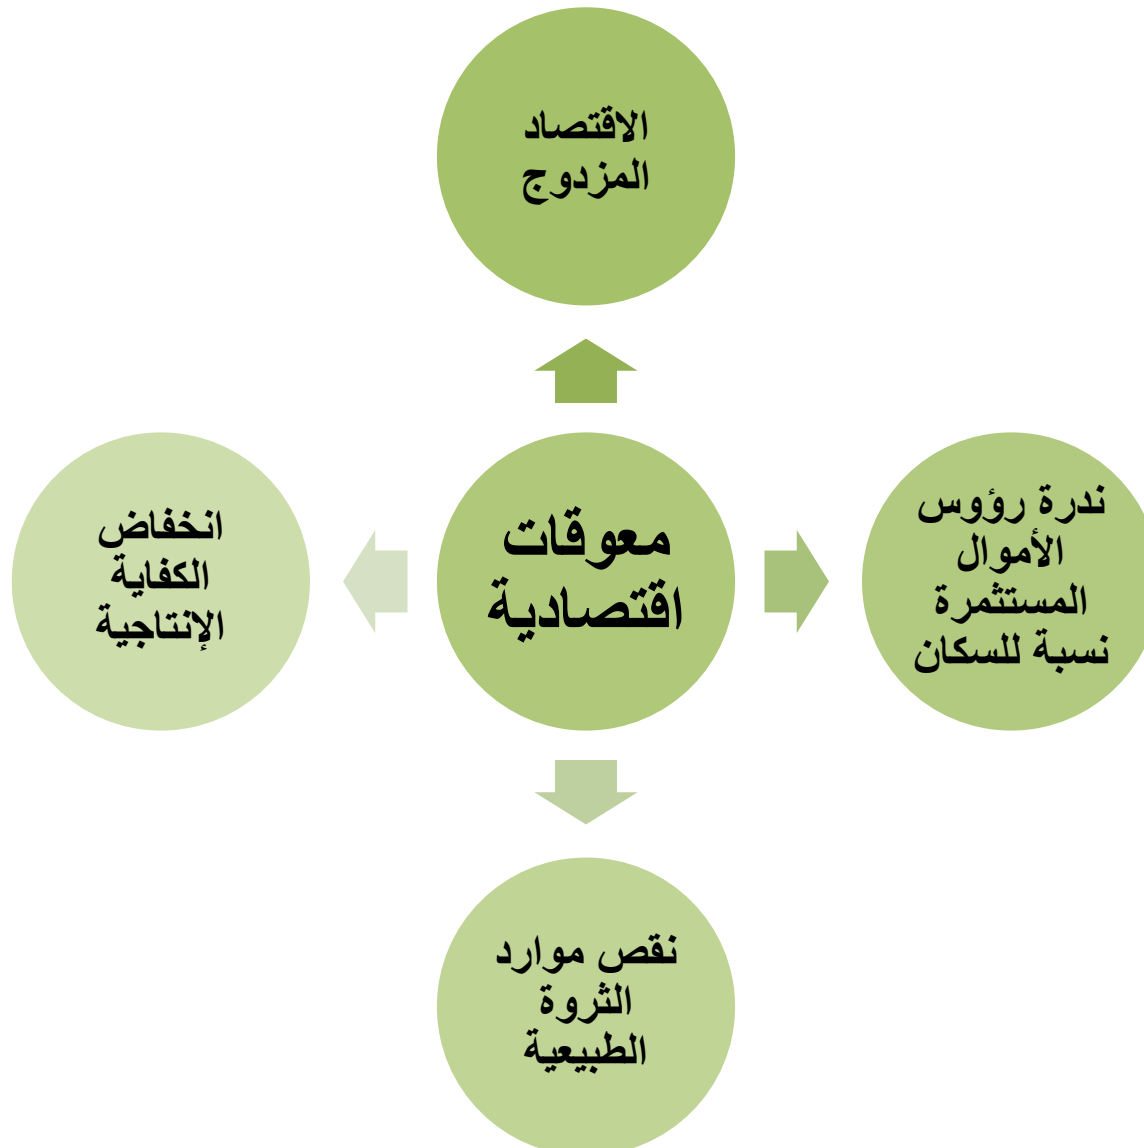 الاقتصاد
المزدوج
معوقات
اقتصادية
ندرة رؤوس
الأموال
المستثمرة
نسبة للسكان
نقص موارد
الثروة
الطبيعية
انخفاض
الكفاية
الإنتاجية